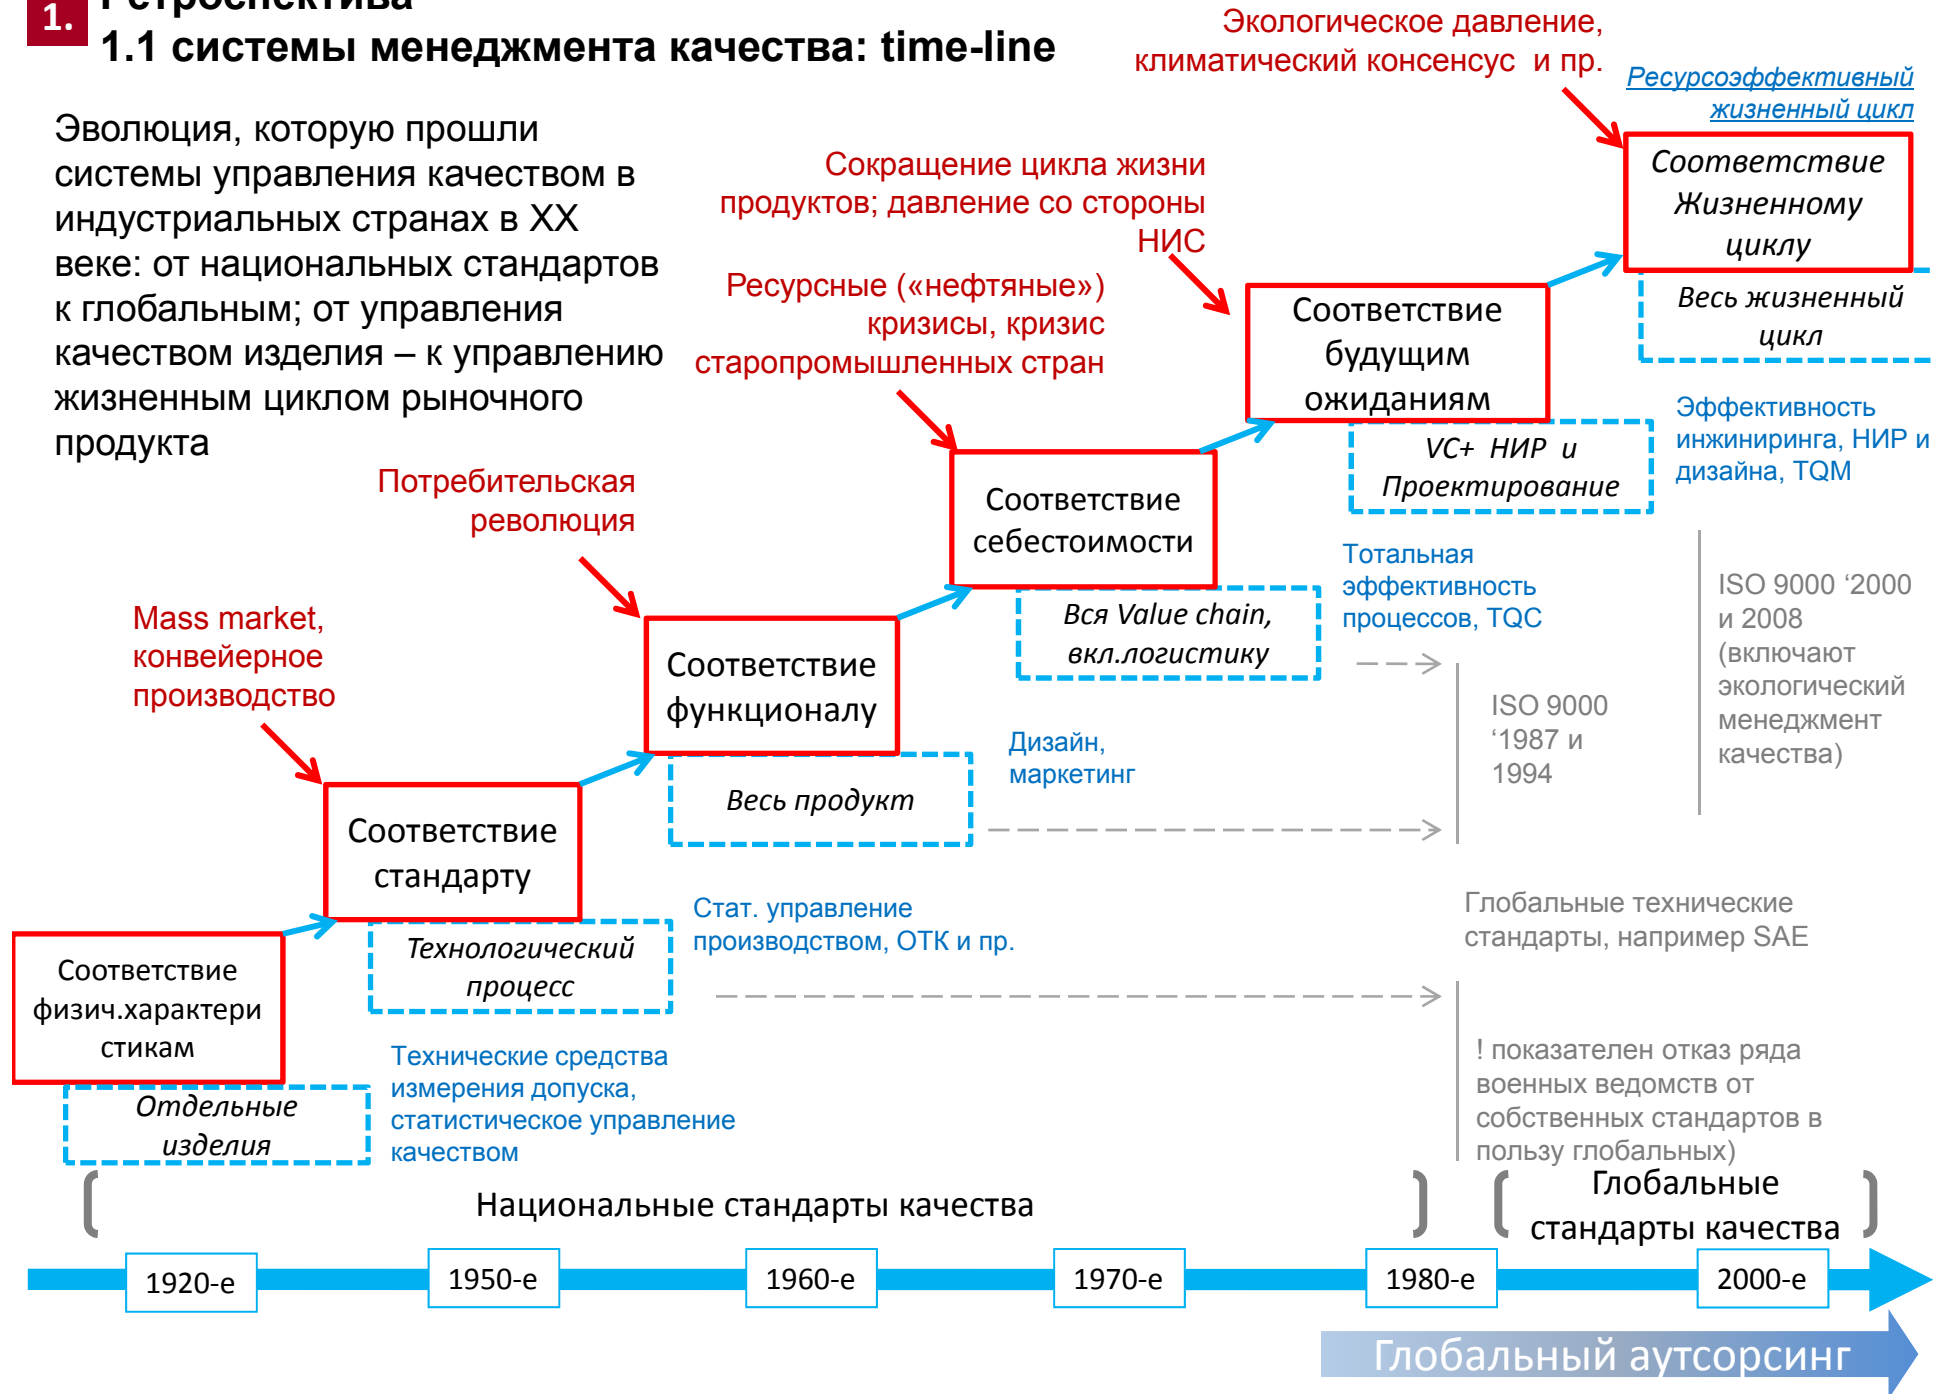 1.
Ретроспектива
1.1 системы менеджмента качества: time-line
Экологическое давление,
климатический консенсус и пр.
Ресурсоэффективный
жизненный цикл
Эволюция, которую прошли
системы управления качеством в
индустриальных странах в XX
веке: от национальных стандартов
к глобальным; от управления
качеством изделия – к управлению
жизненным циклом рыночного
продукта
Сокращение цикла жизни
продуктов; давление со стороны
НИС
Соответствие
Жизненному
циклу
Весь жизненный
цикл
Ресурсные («нефтяные»)
кризисы, кризис
старопромышленных стран
Соответствие
будущим
ожиданиям
VC+ НИР и
Проектирование
Эффективность
инжиниринга, НИР и
дизайна, TQM
Потребительская
революция
Соответствие
себестоимости
Вся Value chain,
вкл.логистику
Тотальная
эффективность
процессов, TQC
ISO 9000 ‘2000
и 2008
(включают
экологический
менеджмент
качества)
Mass market,
конвейерное
производство
Соответствие
функционалу
Весь продукт
Дизайн,
маркетинг
ISO 9000
‘1987 и
1994
Соответствие
стандарту
Технологический
процесс
Стат. управление
производством, ОТК и пр.
Глобальные технические
стандарты, например SAE
Соответствие
физич.характери
стикам
Отдельные
изделия
Технические средства
измерения допуска,
статистическое управление
качеством
! показателен отказ ряда
военных ведомств от
собственных стандартов в
пользу глобальных)
Национальные стандарты качества
Глобальные
стандарты качества
1920-е
1950-е
1960-е
1970-е
1980-е
2000-е
Глобальный аутсорсинг